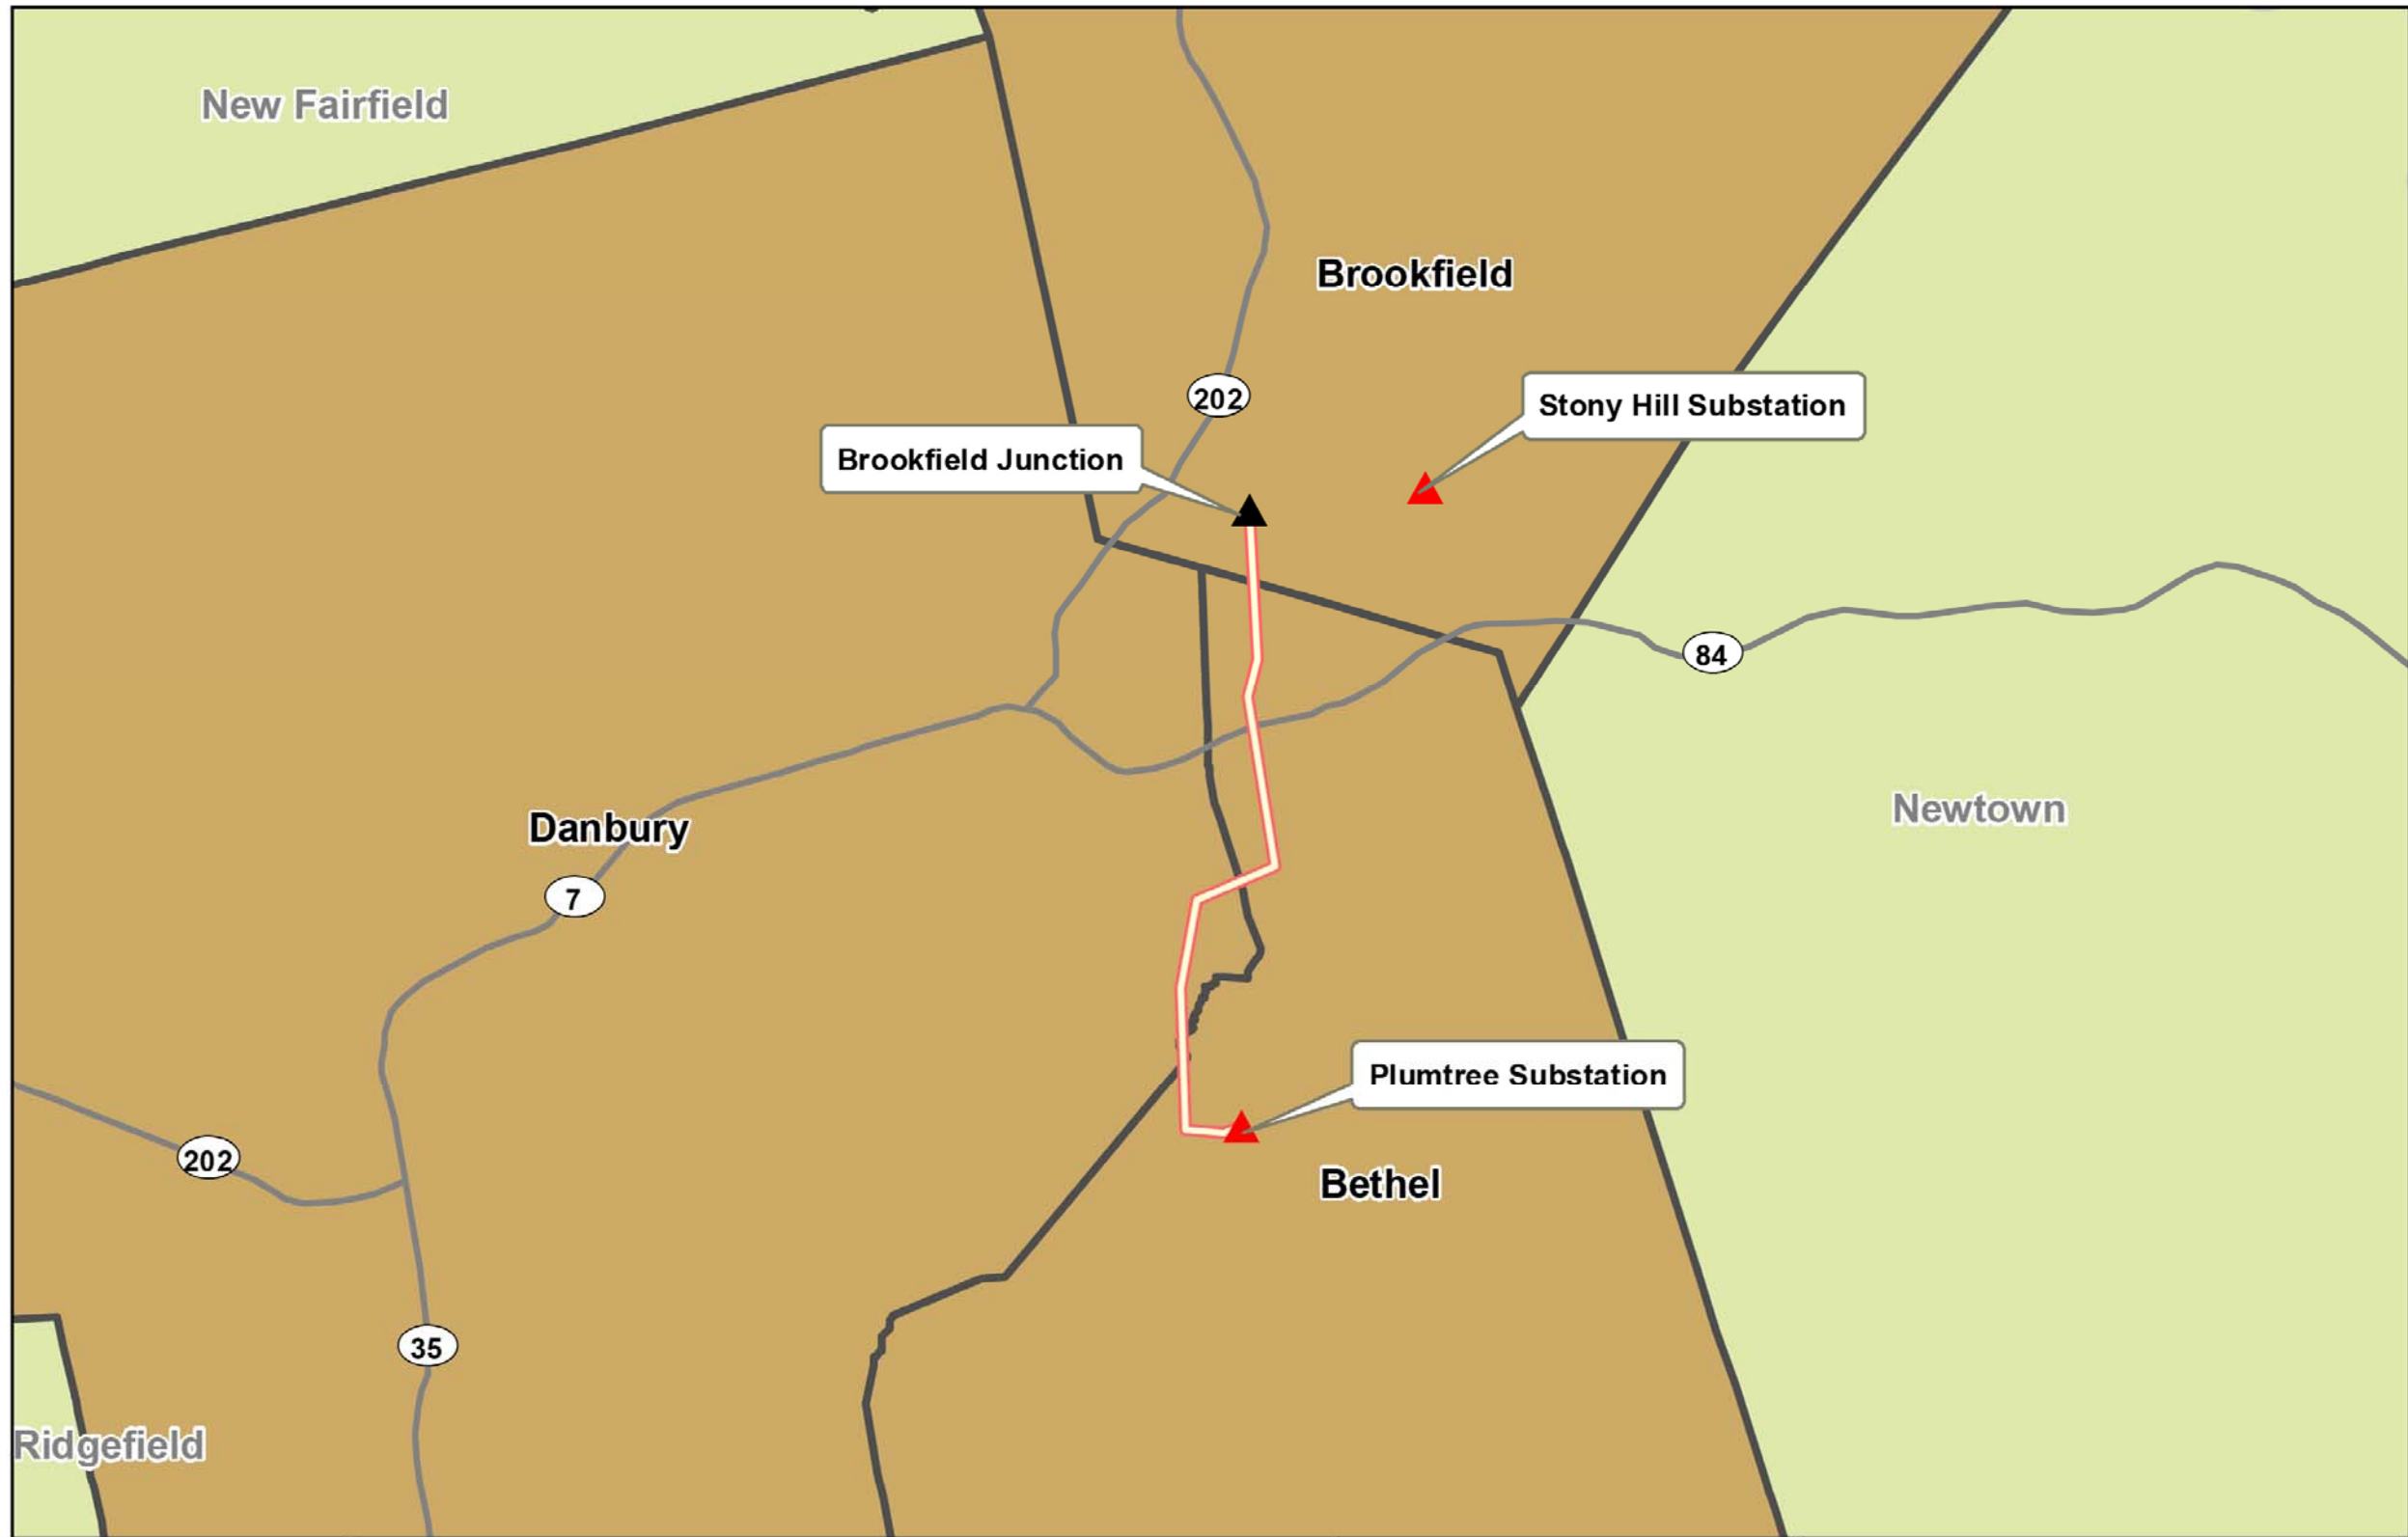 New Fairfield
Brookfield
202
Stony Hill Substation
Brookfield Junction
84
Newtown
Danbury
7
Plumtree Substation
202
Bethel
35
Ridgefield